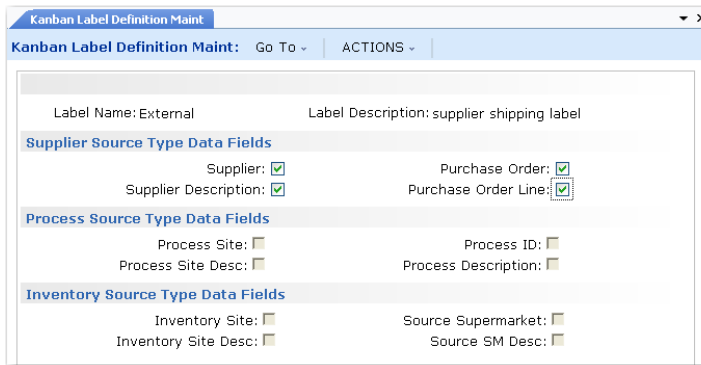 Kanban Label Definition Maint
Kanban Label Definition Maint: Go To ACTIONS
Label Name: External Label Description: supplier shipping label
Supplier Source Type Data Fields
Supplier: Purchase Order:
Supplier Description: Purchase Order Line:
Process Source Type Data Fields
Process Site: Process ID:
Process Site Desc: Process Description:
Inventory Source Type Data Fields
Inventory Site: Source Supermarket:
Inventory Site Desc: Source SM Desc: